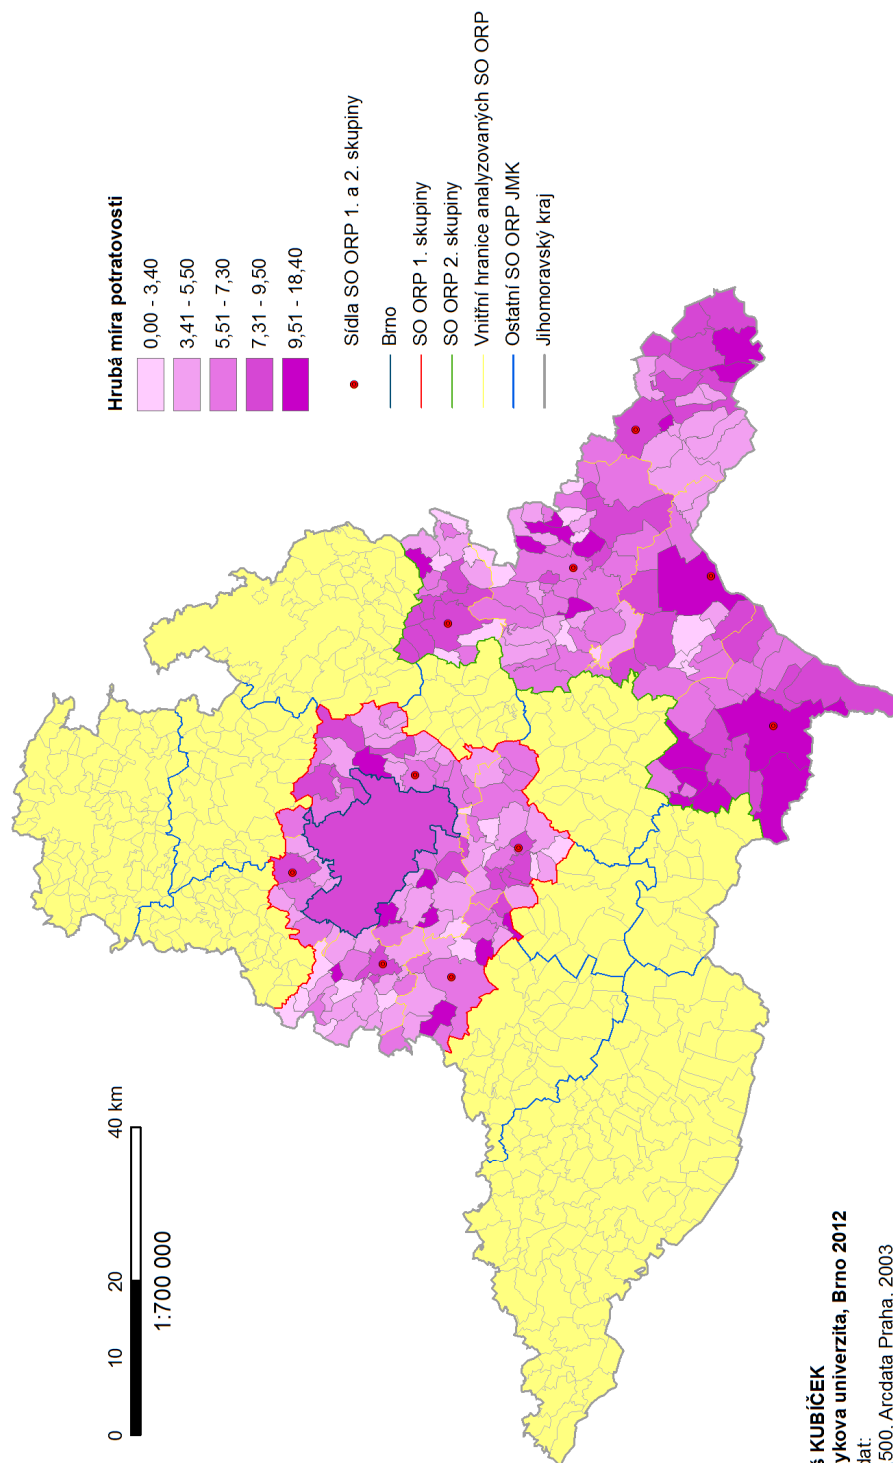 Hrubá míra potratovosti
0,00 - 3,40
3,41 - 5,50
5,51 - 7,30
7,31 - 9,50
9,51 - 18,40
Sídla SO ORP 1. a 2. skupiny
Brno
SO ORP 1. skupiny
SO ORP 2. skupiny
Vnitřní hranice analyzovaných SO ORP
Ostatní SO ORP JMK
Jihomoravský kraj
0 10 20 40 km
1:700 000
KUBÍČEK
univerzita, Brno 2012
500, Arcdata Praha, 2003